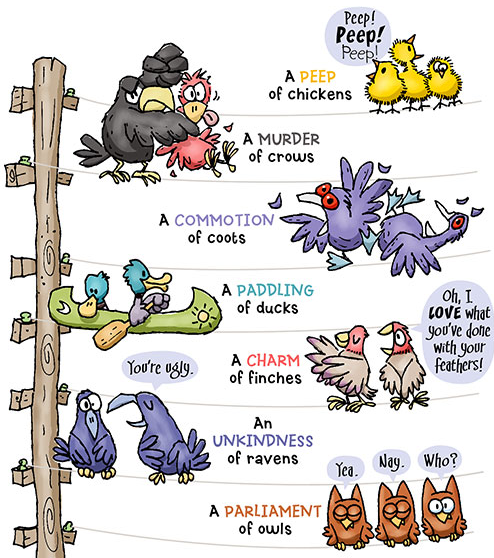 Peep!
Peep!
Peep!
A PEEP
of chickens
A MURDER
of crows
A COMMOTION
of coots
A PADDLING
of ducks
Oh, I
LOVE what
you've done
with your
feathers!
A CHARM
of finches
You're ugly.
An
UNKINDNESS
of ravens
Yea.
Nay.
Who?
A PARLIAMENT
of owls